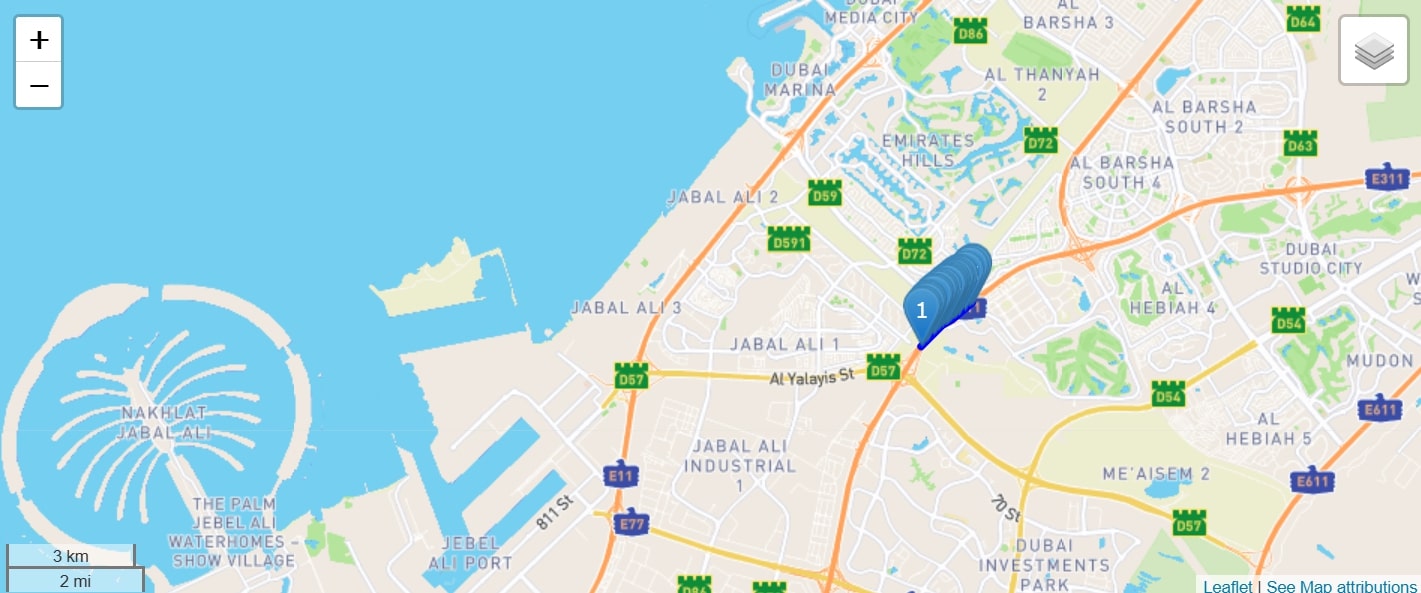 +
−
DUBAI
MEDIA CITY
AL
BARSHA 3
D86
D64
DUBAI
MARINA
AL THANYAH
2
AL BARSHA
SOUTH 2
EMIRATES
HILLS
D72
D63
AL BARSHA
SOUTH 4
E311
JABAL ALI 2
D59
D591
D72
DUBAI
STUDIO CITY
JABAL ALI 3
1
AL
HEBIAH 4
D54
JABAL ALI 1
MUDON
D57
Al Yalayis St
D57
D54
NAKHLAT
JABAL ALI
E611
AL
HEBIAH 5
JABAL ALI
INDUSTRIAL
1
ME'AISEM 2
E11
E611
THE PALM
JEBEL ALI
WATERHOMES –
SHOW VILLAGE
811 St
70 St
E77
D57
JEBEL
ALI PORT
DUBAI
INVESTMENTS
PARK
3 km
2 mi
Leaflet | See Map attributions